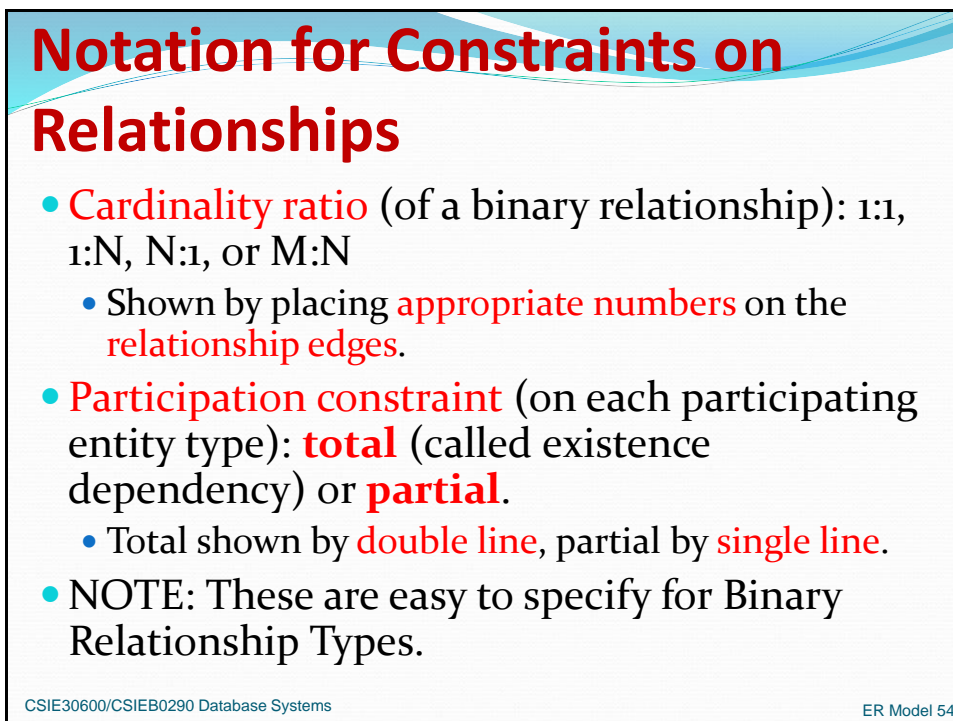 Notation for Constraints on
Relationships
• Cardinality ratio (of a binary relationship): 1:1,
1:N, N:1, or M:N
• Shown by placing appropriate numbers on the
relationship edges.
• Participation constraint (on each participating
entity type): total (called existence
dependency) or partial.
• Total shown by double line, partial by single line.
• NOTE: These are easy to specify for Binary
Relationship Types.
CSIE30600/CSIEB0290 Database Systems
ER Model 54